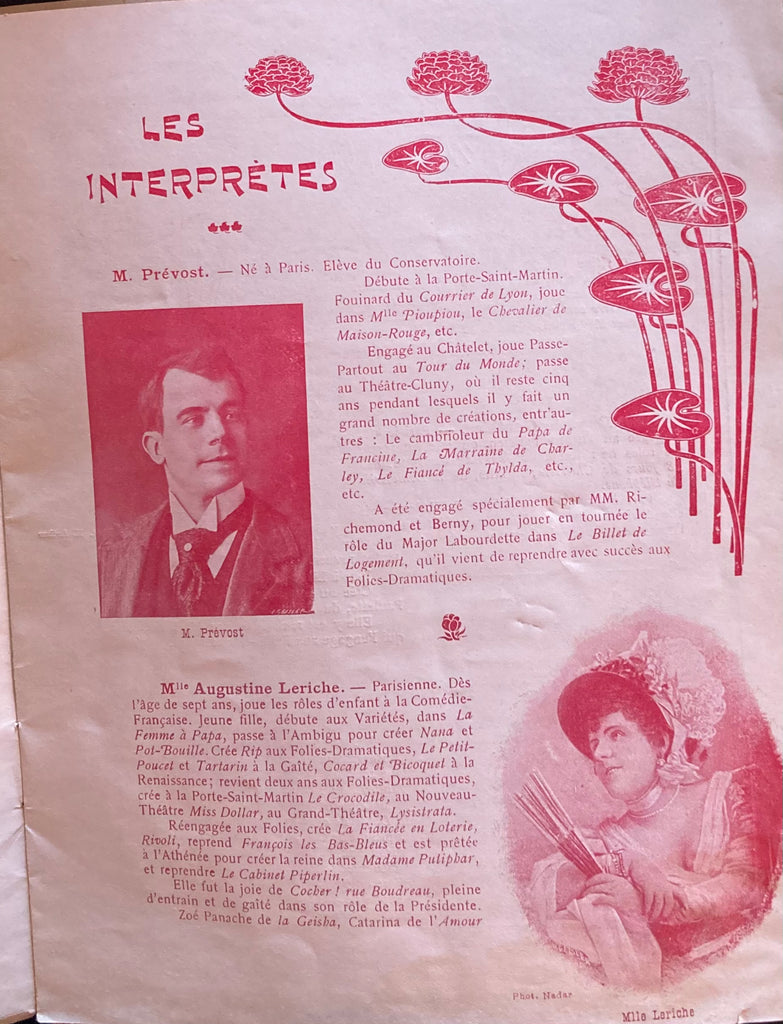 LES
INTERPRÈTES
M. Prévost. — Né à Paris. Elève du Conservatoire.
Débute à la Porte-Saint-Martin.
Fouinard du Courrier de Lyon, joue
dans Mlle Pioupiou, le Chevalier de
Maison-Rouge, etc.
Engagé au Châtelet, joue Passe-
Partout au Tour du Monde; passe
au Théâtre-Cluny, où il reste cinq
ans pendant lesquels il y fait un
grand nombre de créations, entr'au-
tres : Le cambrioleur du Papa de
Francine, La Marraine de Char-
ley, Le Fiancé de Thylda, etc.,
etc.
A été engagé spécialement par MM. Ri-
chemond et Berny, pour jouer en tournée le
rôle du Major Labourdette dans Le Billet de
Logement, qu'il vient de reprendre avec succès aux
Folies-Dramatiques.
M. Prévost
Mlle Augustine Leriche. — Parisienne. Dès
l'âge de sept ans, joue les rôles d'enfant à la Comédie-
Française. Jeune fille, débute aux Variétés, dans La
Femme à Papa, passe à l'Ambigu pour créer Nana et
Pot-Bouille. Crée Rip aux Folies-Dramatiques, Le Petit-
Poucet et Tartarin à la Gaîté, Cocard et Bicoquet à la
Renaissance; revient deux ans aux Folies-Dramatiques,
crée à la Porte-Saint-Martin Le Crocodile, au Nouveau-
Théâtre Miss Dollar, au Grand-Théâtre, Lysistrata.
Réengagée aux Folies, crée La Fiancée en Loterie,
Rivoli, reprend François les Bas-Bleus et est prêtée
à l'Athénée pour créer la reine dans Madame Putiphar,
et reprendre Le Cabinet Piperlin.
Elle fut la joie de Cocher ! rue Boudreau, pleine
d'entrain et de gaîté dans son rôle de la Présidente.
Zoé Panache de la Geisha, Catarina de l'Amour
Phot. Nadar
Mlle Leriche